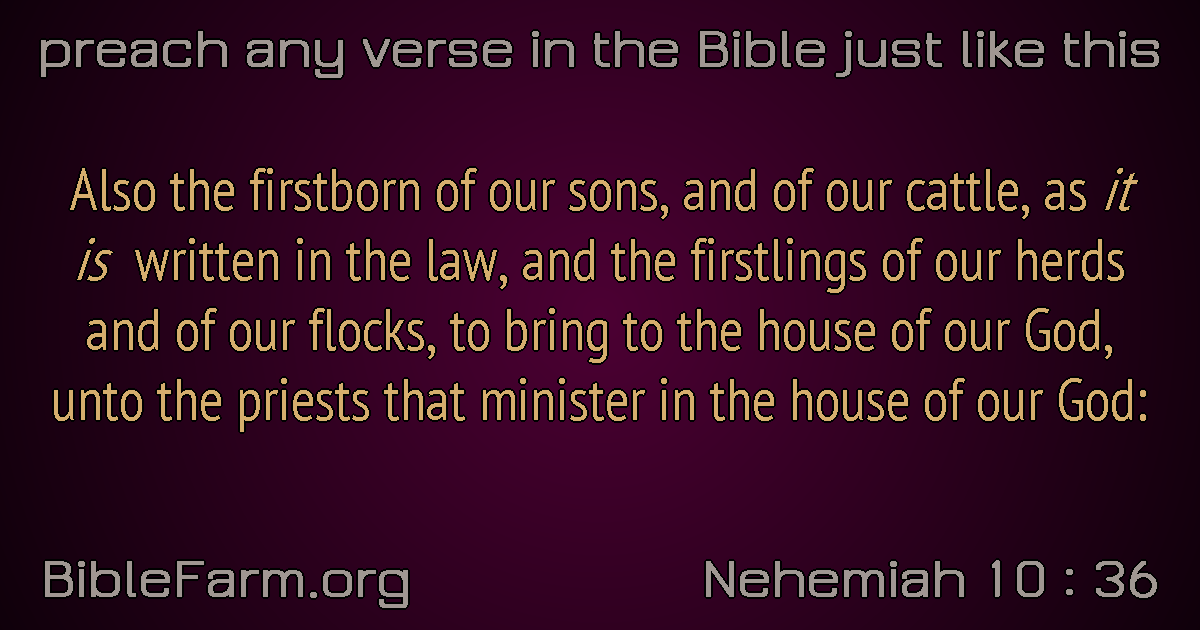 preach any verse in the Bible just like this
Also the firstborn of our sons, and of our cattle, as it
is written in the law, and the firstlings of our herds
and of our flocks, to bring to the house of our God,
unto the priests that minister in the house of our God:
BibleFarm.org
Nehemiah 10 : 36